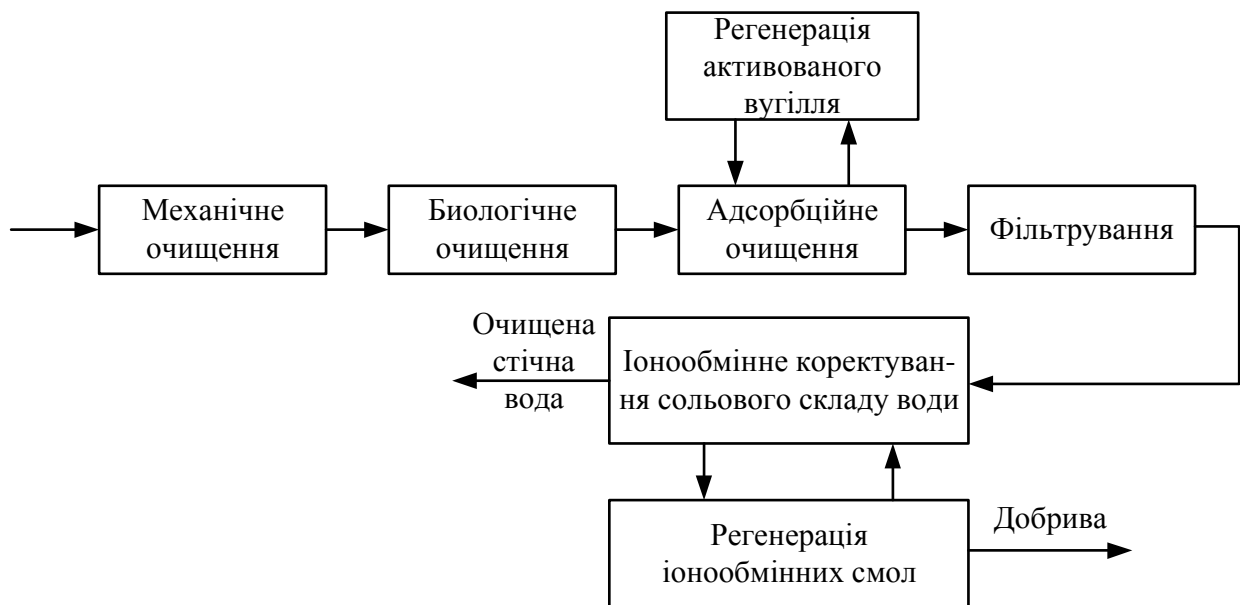 Регенерація
активованого
вугілля
Механічне
очищення
Биологічне
очищення
Адсорбційне
очищення
Фільтрування
Очищена
стічна
вода
Іонообмінне коректуван-
ня сольового складу води
Регенерація
іонообмінних смол
Добрива